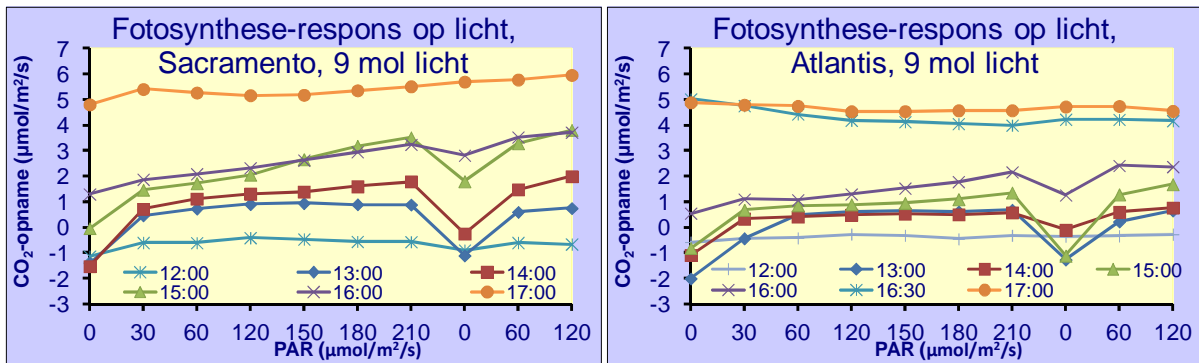 Fotosynthese-respons op licht,
Sacramento, 9 mol licht
CO₂-opname (µmol/m²/s)
7
6
5
4
3
2
1
0
-1
-2
-3
12:00 13:00 14:00
15:00 16:00 17:00
0 30 60 120 150 180 210 0 60 120
PAR (µmol/m²/s)
Fotosynthese-respons op licht,
Atlantis, 9 mol licht
CO₂-opname (µmol/m²/s)
7
6
5
4
3
2
1
0
-1
-2
-3
12:00 13:00 14:00 15:00
16:00 16:30 17:00
0 30 60 120 150 180 210 0 60 120
PAR (µmol/m²/s)